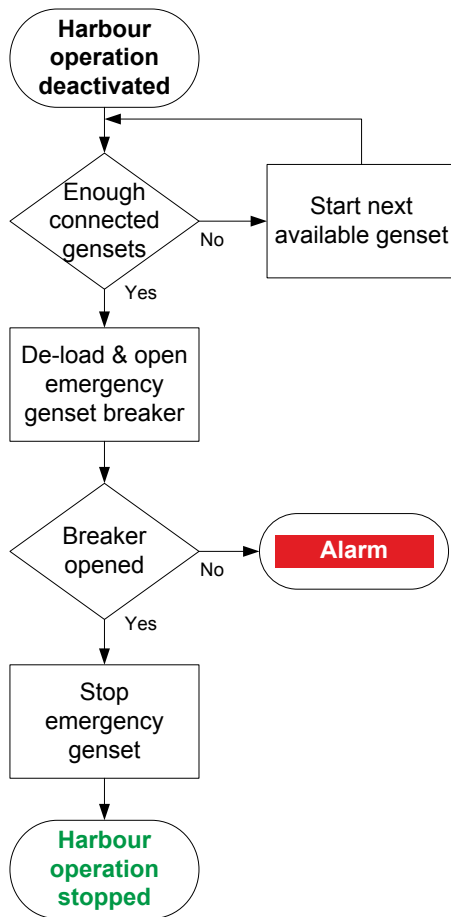 Harbour
operation
deactivated
Enough
connected
gensets
No
Start next
available genset
Yes
De-load & open
emergency
genset breaker
Breaker
opened
No
Alarm
Yes
Stop
emergency
genset
Harbour
operation
stopped